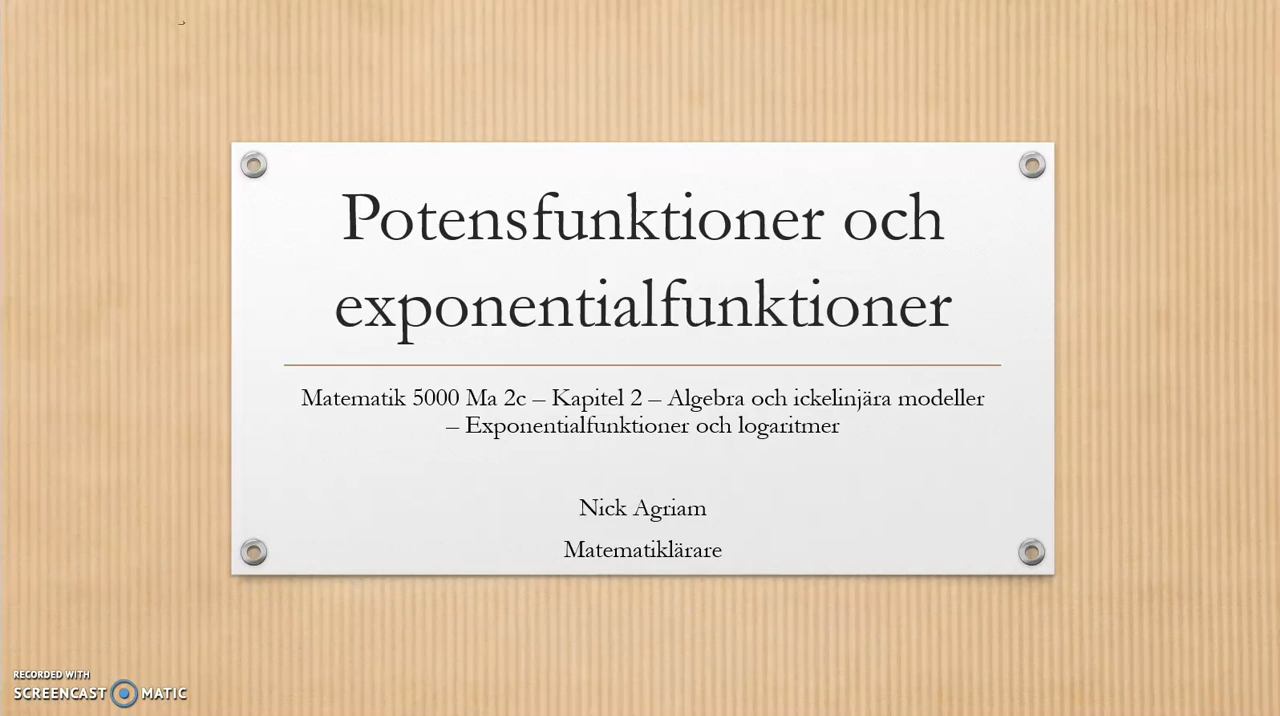 Potensfunktioner och
exponentialfunktioner
Matematik 5000 Ma 2c – Kapitel 2 – Algebra och ickelinjära modeller
– Exponentialfunktioner och logaritmer
Nick Agriam
Matematiklärare
RECORDED WITH
SCREENCAST MATIC